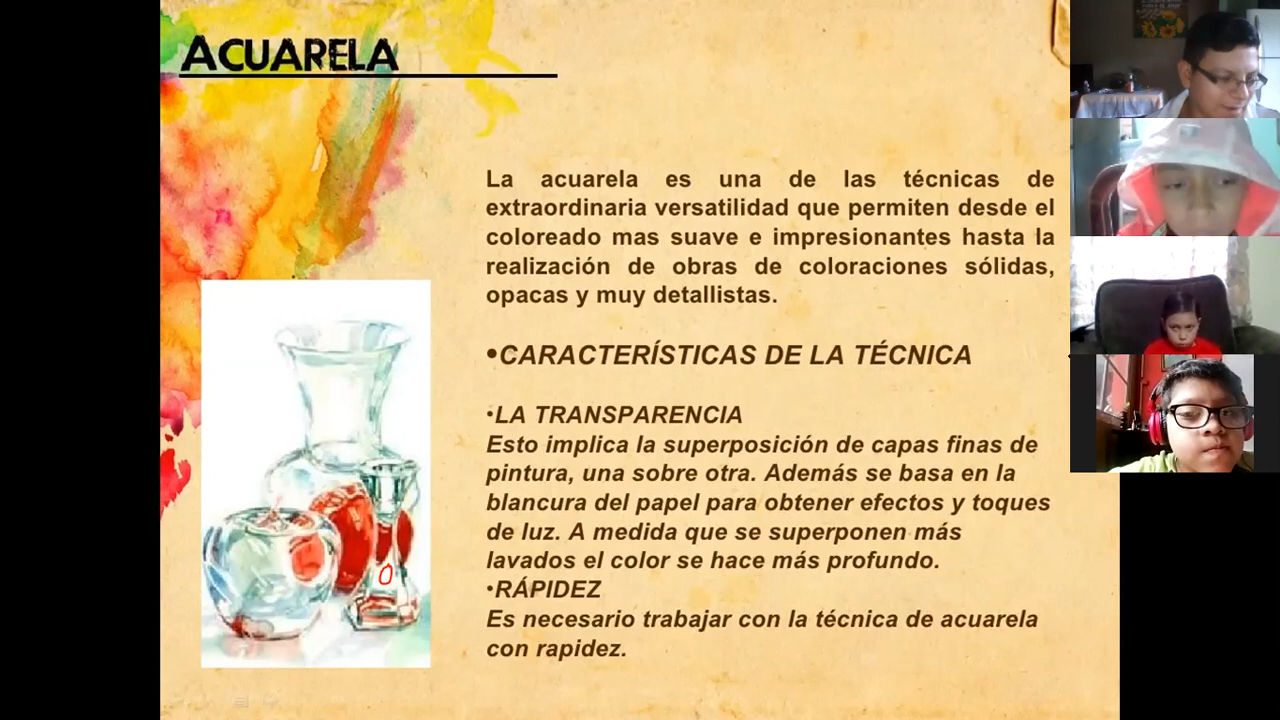 ACUARELA
La acuarela es una de las técnicas de
extraordinaria versatilidad que permiten desde el
coloreado mas suave e impresionantes hasta la
realización de obras de coloraciones sólidas,
opacas y muy detallistas.
•CARACTERÍSTICAS DE LA TÉCNICA
•LA TRANSPARENCIA
Esto implica la superposición de capas finas de
pintura, una sobre otra. Además se basa en la
blancura del papel para obtener efectos y toques
de luz. A medida que se superponen más
lavados el color se hace más profundo.
•RÁPIDEZ
Es necesario trabajar con la técnica de acuarela
con rapidez.